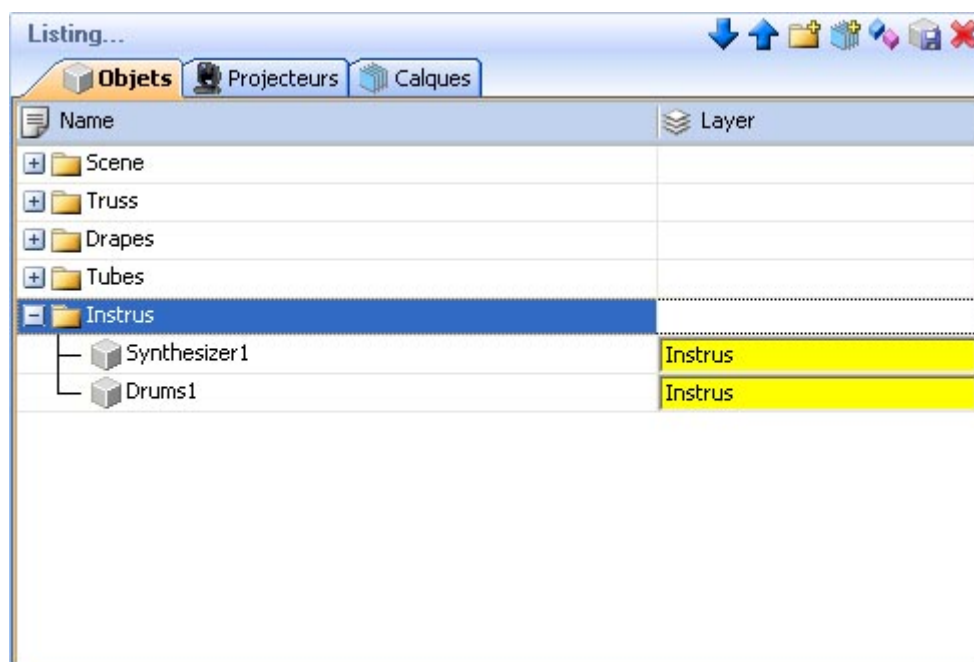 Listing...
Objets Projecteurs Calques
Name Layer
Scene
Truss
Drapes
Tubes
Instrus
Synthesizer1 Instrus
Drums1 Instrus